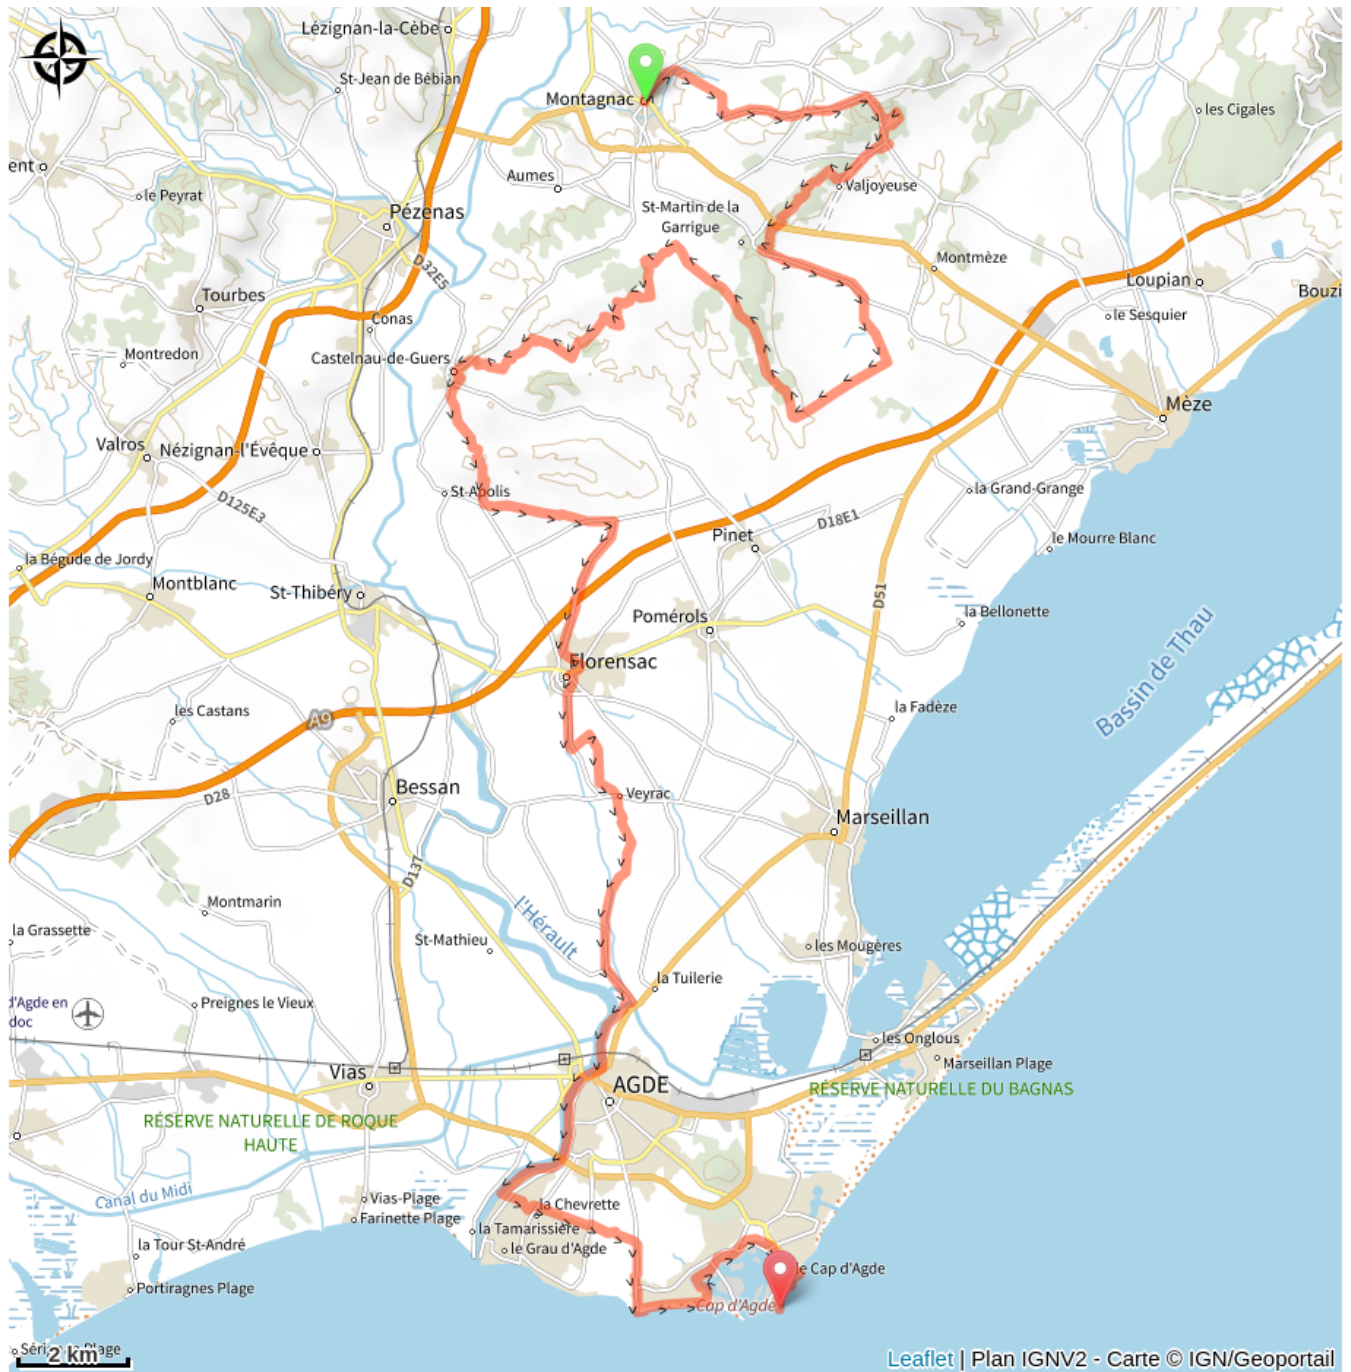 Lézignan-la-Cèbe
St-Jean de Bébian
Montagnac
les Cigales
ent
Aumes
le Peyrat
Valjoyeuse
Pézenas
St-Martin de la
Garrigue
D32E5
Montmèze
Loupian
Tourbes
Bouzi
Conas
le Sesquier
Montredon
Castelnau-de-Guers
Mèze
Valros
Nézignan-l'Évêque
St-Apolis
la Grand-Grange
D125E3
D18E1
Pinet
le Mourre Blanc
la Bégude de Jordy
Montblanc
St-Thibéry
D51
la Bellonette
Pomérols
Bassin de Thau
Florensac
les Castans
A9
la Fadèze
Bessan
D28
Veyrac
Marseillan
D137
Montmarin
l'Hérault
la Grassette
St-Mathieu
les Mougères
la Tuilerie
d'Agde en
doc
Preignes le Vieux
les Onglous
Marseillan Plage
Vias
AGDE
RÉSERVE NATURELLE DU BAGNAS
RÉSERVE NATURELLE DE ROQUE
HAUTE
Canal du Midi
Vias-Plage
la Chevrette
Farinette Plage
la Tamarissière
la Tour St-André
le Grau d'Agde
le Cap d'Agde
Portiragnes Plage
Cap d'Agde
2 km
Leaflet | Plan IGNV2 - Carte © IGN/Geoportail